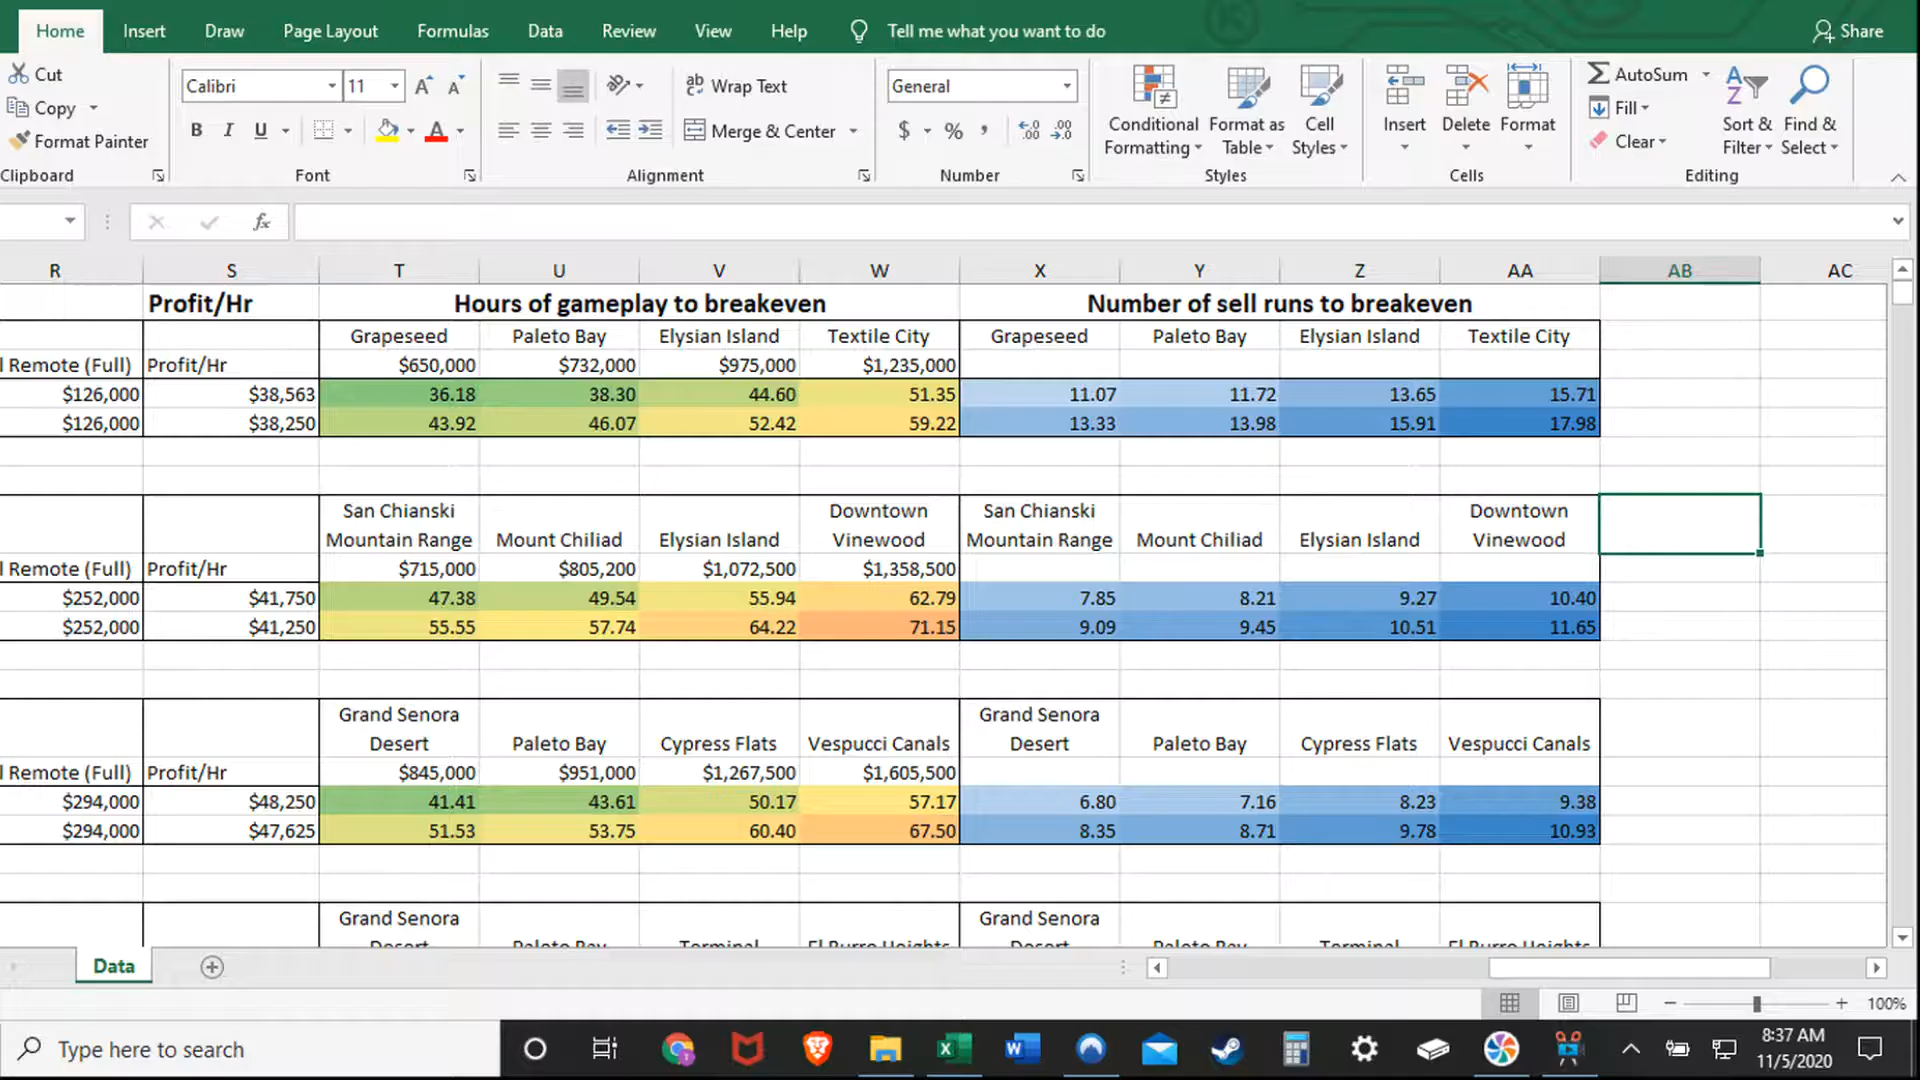 Home Insert Draw Page Layout Formulas Data Review View Help Tell me what you want to do Share
Cut
Copy
Format Painter
Clipboard
Calibri 11
B I U
Font
Wrap Text
Merge & Center
Alignment
General
$ % ,
Number
Conditional Formatting
Format as Table
Cell Styles
Styles
Insert Delete Format
Cells
AutoSum
Fill
Clear
Sort & Filter
Find & Select
Editing
fx
R S T U V W X Y Z AA AB AC
Profit/Hr Hours of gameplay to breakeven Number of sell runs to breakeven
Grapeseed Paleto Bay Elysian Island Textile City Grapeseed Paleto Bay Elysian Island Textile City
l Remote (Full) Profit/Hr $650,000 $732,000 $975,000 $1,235,000
$126,000 $38,563 36.18 38.30 44.60 51.35 11.07 11.72 13.65 15.71
$126,000 $38,250 43.92 46.07 52.42 59.22 13.33 13.98 15.91 17.98
San Chianski Downtown San Chianski Downtown
Mountain Range Mount Chiliad Elysian Island Vinewood Mountain Range Mount Chiliad Elysian Island Vinewood
l Remote (Full) Profit/Hr $715,000 $805,200 $1,072,500 $1,358,500
$252,000 $41,750 47.38 49.54 55.94 62.79 7.85 8.21 9.27 10.40
$252,000 $41,250 55.55 57.74 64.22 71.15 9.09 9.45 10.51 11.65
Grand Senora Grand Senora
Desert Paleto Bay Cypress Flats Vespucci Canals Desert Paleto Bay Cypress Flats Vespucci Canals
l Remote (Full) Profit/Hr $845,000 $951,000 $1,267,500 $1,605,500
$294,000 $48,250 41.41 43.61 50.17 57.17 6.80 7.16 8.23 9.38
$294,000 $47,625 51.53 53.75 60.40 67.50 8.35 8.71 9.78 10.93
Grand Senora Grand Senora
Desert Paleto Bay Terminal El Burro Heights Desert Paleto Bay Terminal El Burro Heights
Data
100%
Type here to search
8:37 AM
11/5/2020